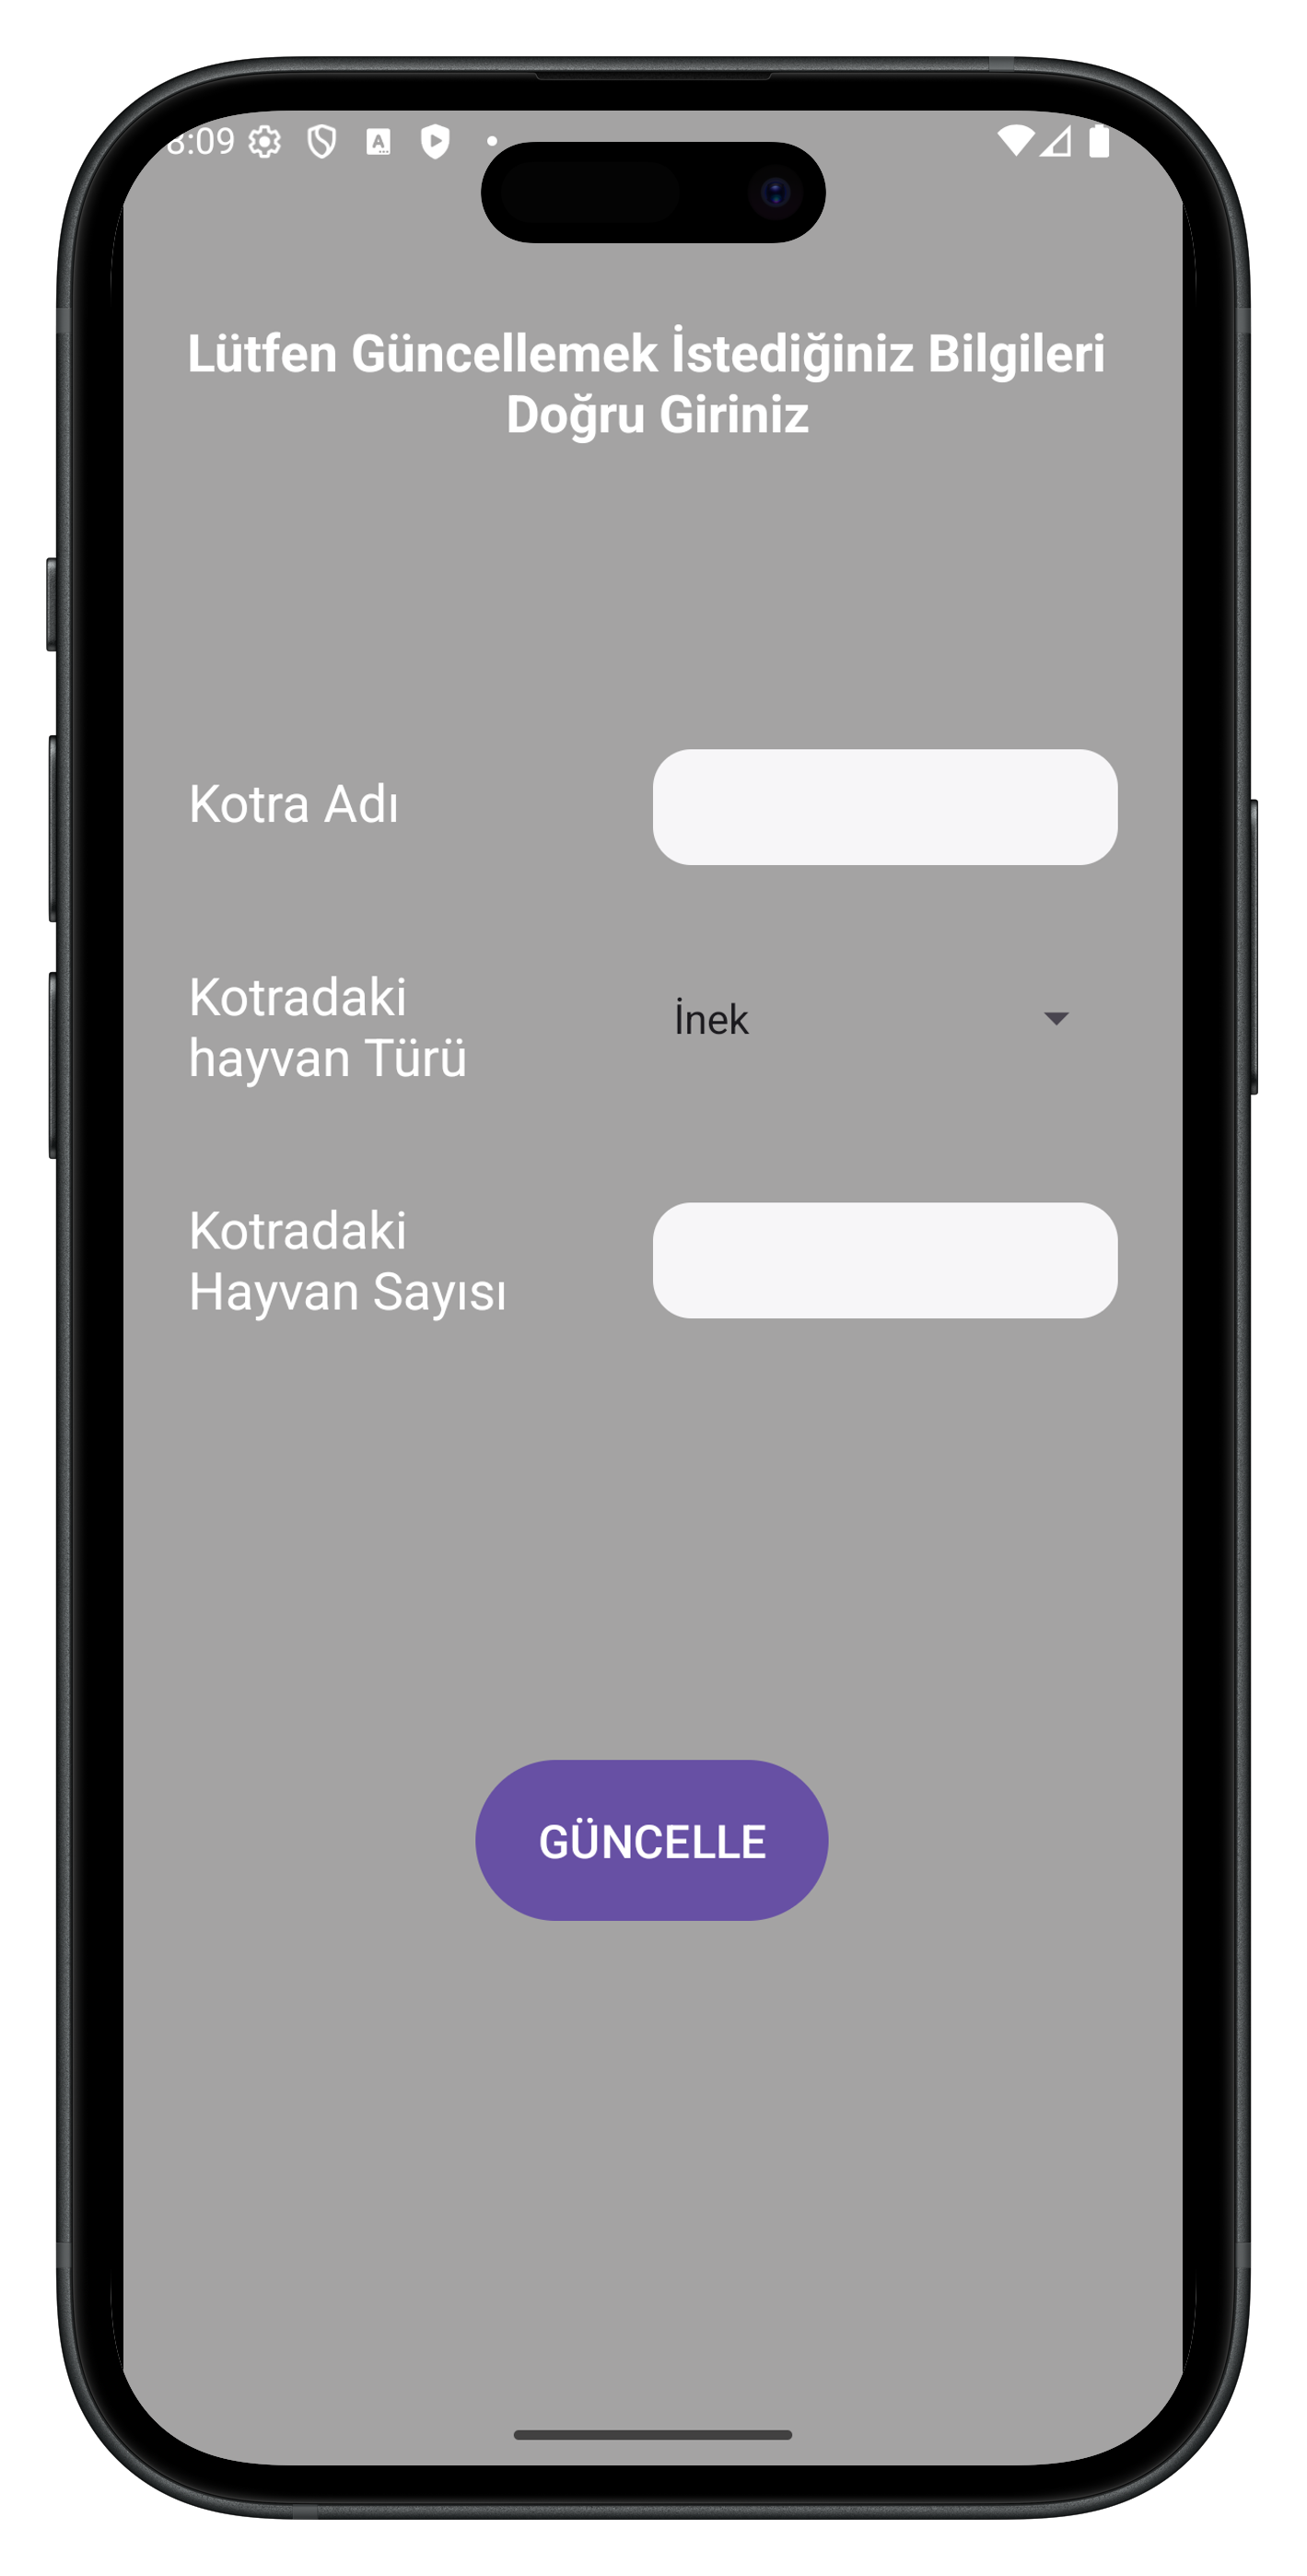 8:09
Lütfen Güncellemek İstediğiniz Bilgileri
Doğru Giriniz
Kotra Adı
Kotradaki
hayvan Türü
İnek
Kotradaki
Hayvan Sayısı
GÜNCELLE